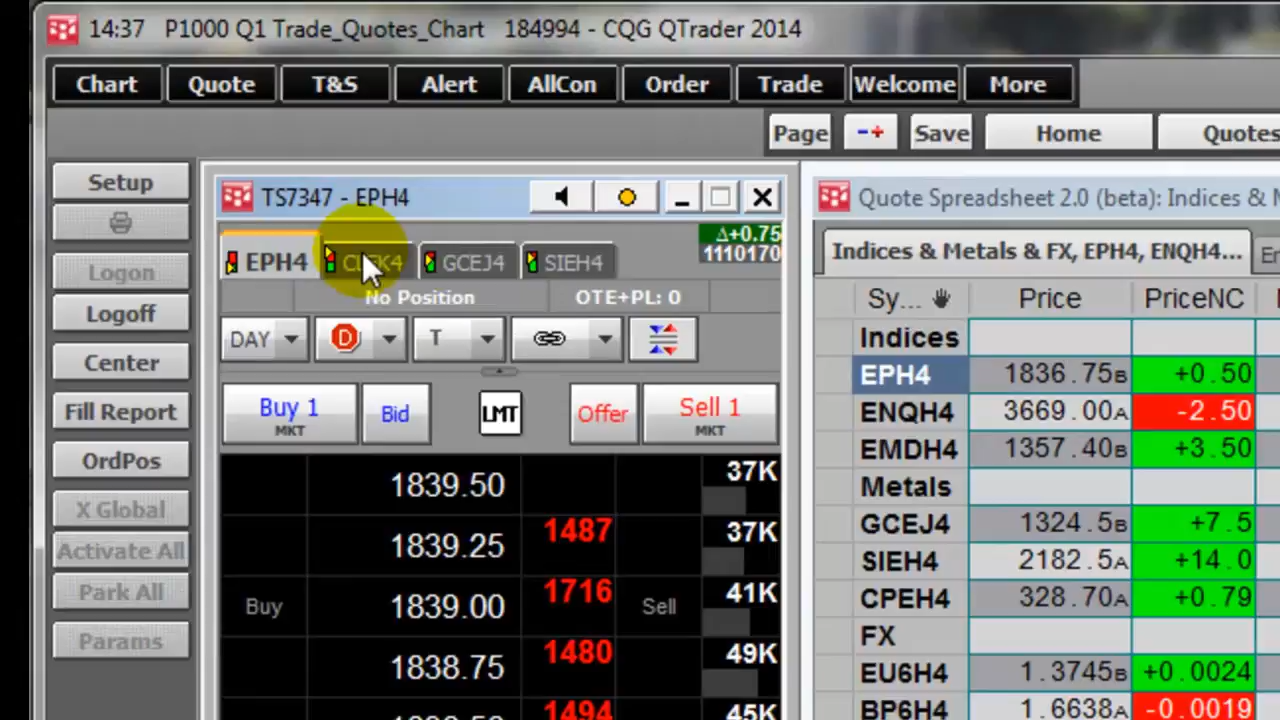 14:37 P1000 Q1 Trade_Quotes_Chart 184994 - CQG QTrader 2014
Chart Quote T&S Alert AllCon Order Trade Welcome More
Page -+ Save Home Quotes
Setup
Logon
Logoff
Center
Fill Report
OrdPos
X Global
Activate All
Park All
Params
TS7347 - EPH4
EPH4 GCEJ4 SIEH4
Δ+0.75
1110170
No Position OTE+PL: 0
DAY D T
Buy 1 MKT Bid LMT Offer Sell 1 MKT
1839.50 37K
1839.25 1487 37K
Buy 1839.00 1716 Sell 41K
1838.75 1480 49K
1494 45K
Quote Spreadsheet 2.0 (beta): Indices &
Indices & Metals & FX, EPH4, ENQH4...
Sy... Price PriceNC
Indices
EPH4 1836.75B +0.50
ENQH4 3669.00A -2.50
EMDH4 1357.40B +3.50
Metals
GCEJ4 1324.5B +7.5
SIEH4 2182.5A +14.0
CPEH4 328.70A +0.79
FX
EU6H4 1.3745B +0.0024
BP6H4 1.6638A -0.0019